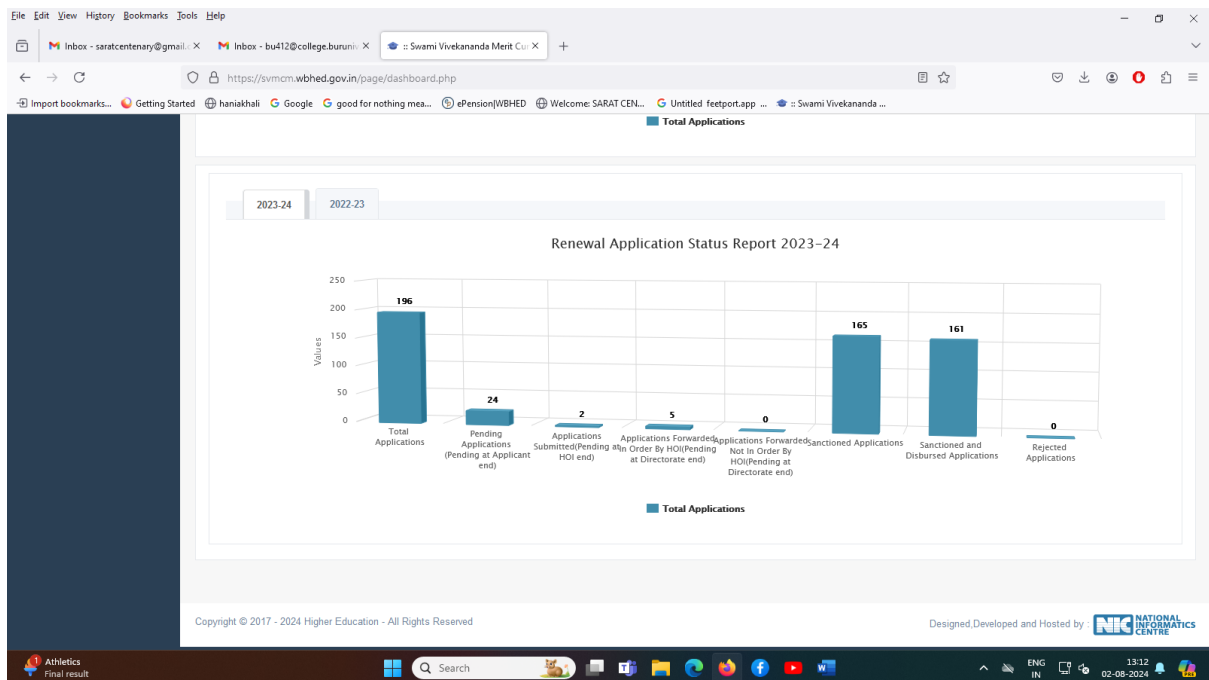 File Edit View History Bookmarks Tools Help
Inbox - saratcentenary@gmail.c
Inbox - bu412@college.buruniv
:: Swami Vivekananda Merit Cur
https://svmcm.wbhed.gov.in/page/dashboard.php
Import bookmarks... Getting Started haniakhali Google good for nothing mea... ePension|WBHED Welcome: SARAT CEN... Untitled feetport.app ... :: Swami Vivekananda ...
Total Applications
2023-24 2022-23
Renewal Application Status Report 2023-24
Values
250
200
150
100
50
0
196
24
2
5
0
165
161
0
Total
Applications
Pending
Applications
(Pending at Applicant
end)
Applications
Submitted(Pending at
HOI end)
Applications Forwarded
In Order By HOI(Pending
at Directorate end)
Applications Forwarded
Not In Order By
HOI(Pending at
Directorate end)
Sanctioned Applications
Sanctioned and
Disbursed Applications
Rejected
Applications
Total Applications
Copyright © 2017 - 2024 Higher Education - All Rights Reserved
Designed,Developed and Hosted by :
NIC NATIONAL
INFORMATICS
CENTRE
1
Athletics
Final result
Search
ENG
IN
13:12
02-08-2024